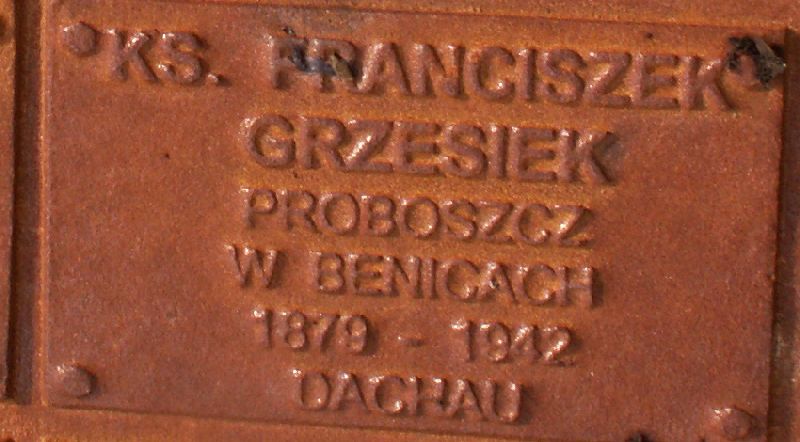 KS. FRANCISZEK
GRZESIEK
PROBOSZCZ
W BENICACH
1879 - 1942
DACHAU